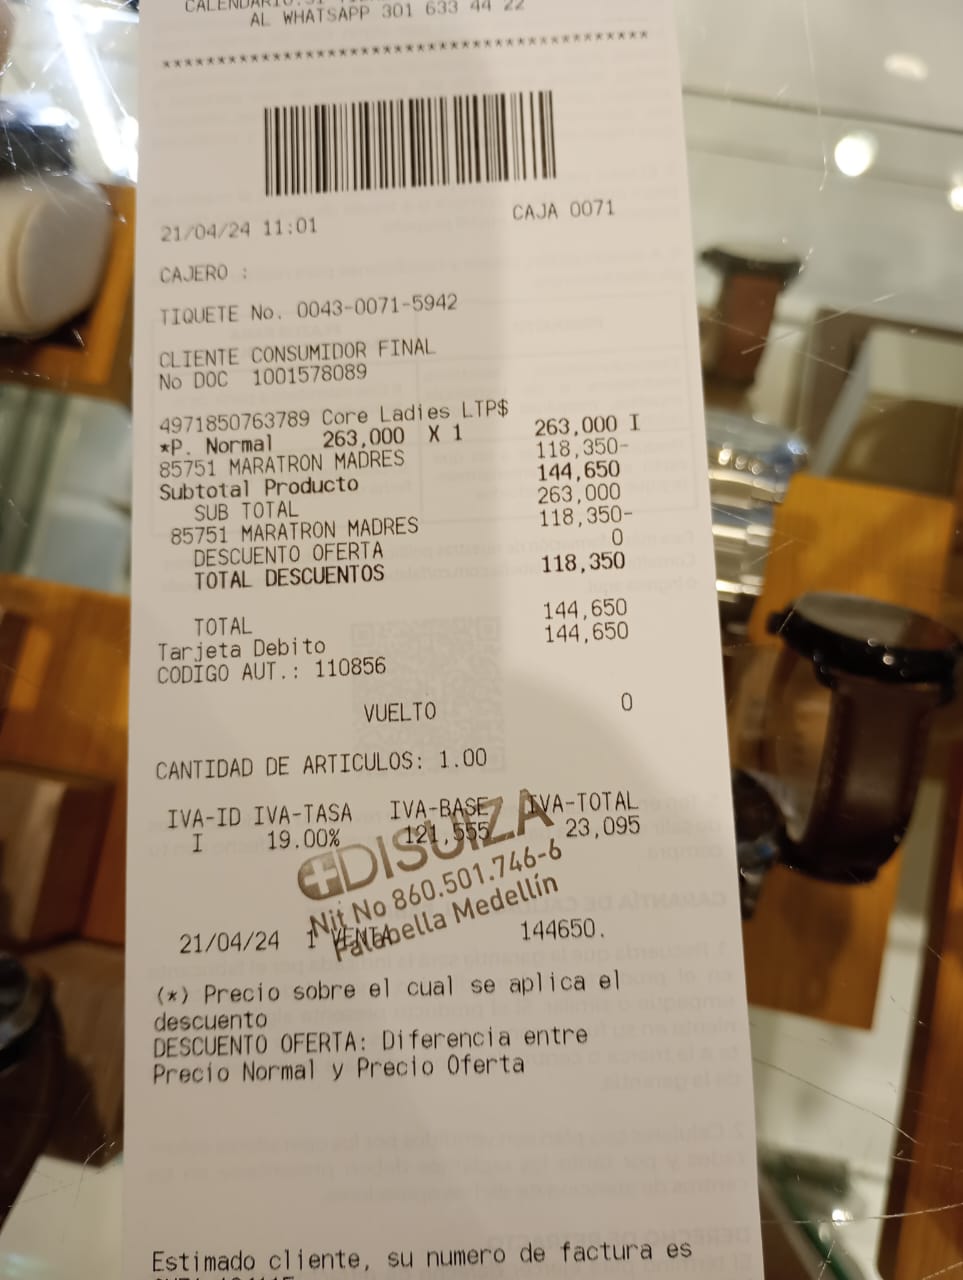 AL WHATSAPP 301 633 44 22
************************************************
21/04/24 11:01 CAJA 0071
CAJERO :
TIQUETE No. 0043-0071-5942
CLIENTE CONSUMIDOR FINAL
No DOC 1001578089
4971850763789 Core Ladies LTP$ 263,000 I
*P. Normal 263,000 X 1
85751 MARATRON MADRES 118,350-
Subtotal Producto 144,650
SUB TOTAL 263,000
85751 MARATRON MADRES 118,350-
DESCUENTO OFERTA 0
TOTAL DESCUENTOS 118,350
TOTAL 144,650
Tarjeta Debito 144,650
CODIGO AUT.: 110856
VUELTO 0
CANTIDAD DE ARTICULOS: 1.00
IVA-ID IVA-TASA IVA-BASE IVA-TOTAL
I 19.00% 121,555 23,095
DISUIZA
Nit No 860.501.746-6
Falabella Medellín
21/04/24 1 VENTA 144650.
(*) Precio sobre el cual se aplica el
descuento
DESCUENTO OFERTA: Diferencia entre
Precio Normal y Precio Oferta
Estimado cliente, su numero de factura es